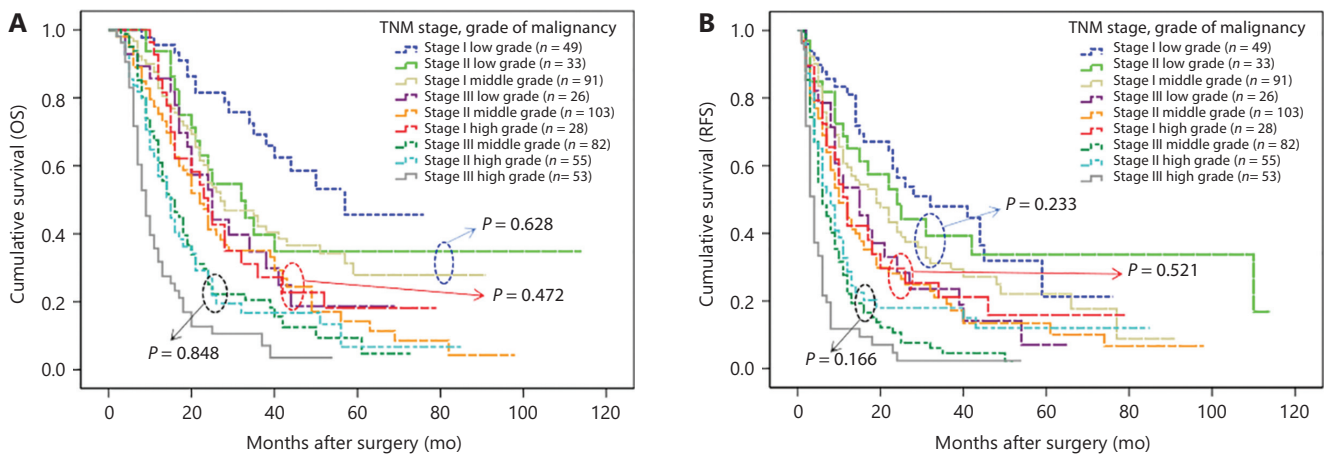 A
TNM stage, grade of malignancy
Stage I low grade (n = 49)
Stage II low grade (n = 33)
Stage I middle grade (n = 91)
Stage III low grade (n = 26)
Stage II middle grade (n = 103)
Stage I high grade (n = 28)
Stage III middle grade (n = 82)
Stage II high grade (n = 55)
Stage III high grade (n = 53)
Cumulative survival (OS)
1.0
0.8
0.6
0.4
0.2
0.0
P = 0.628
P = 0.472
P = 0.848
0 20 40 60 80 100 120
Months after surgery (mo)
B
TNM stage, grade of malignancy
Stage I low grade (n = 49)
Stage II low grade (n = 33)
Stage I middle grade (n = 91)
Stage III low grade (n = 26)
Stage II middle grade (n = 103)
Stage I high grade (n = 28)
Stage III middle grade (n = 82)
Stage II high grade (n = 55)
Stage III high grade (n = 53)
Cumulative survival (RFS)
1.0
0.8
0.6
0.4
0.2
0.0
P = 0.233
P = 0.521
P = 0.166
0 20 40 60 80 100 120
Months after surgery (mo)